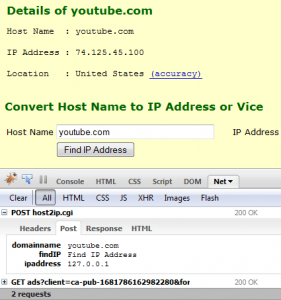 Details of youtube.com
Host Name : youtube.com
IP Address : 74.125.45.100
Location : United States (accuracy)
Convert Host Name to IP Address or Vice
Host Name youtube.com IP Address
Find IP Address
Console HTML CSS Script DOM Net
Clear All HTML CSS JS XHR Images Flash
POST host2ip.cgi 200 OK
Headers Post Response HTML
domainname youtube.com
findIP Find IP Address
ipaddress 127.0.0.1
GET ads?client=ca-pub-1681786162982280&for 200 OK
2 requests